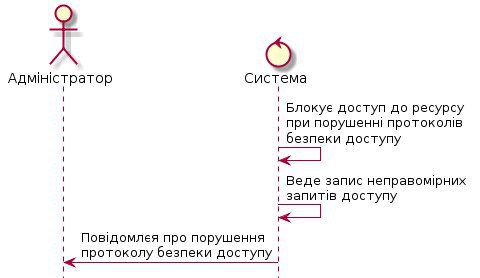 Адміністратор
Система
Блокує доступ до ресурсу
при порушенні протоколів
безпеки доступу
Веде запис неправомірних
запитів доступу
Повідомлєя про порушення
протоколу безпеки доступу